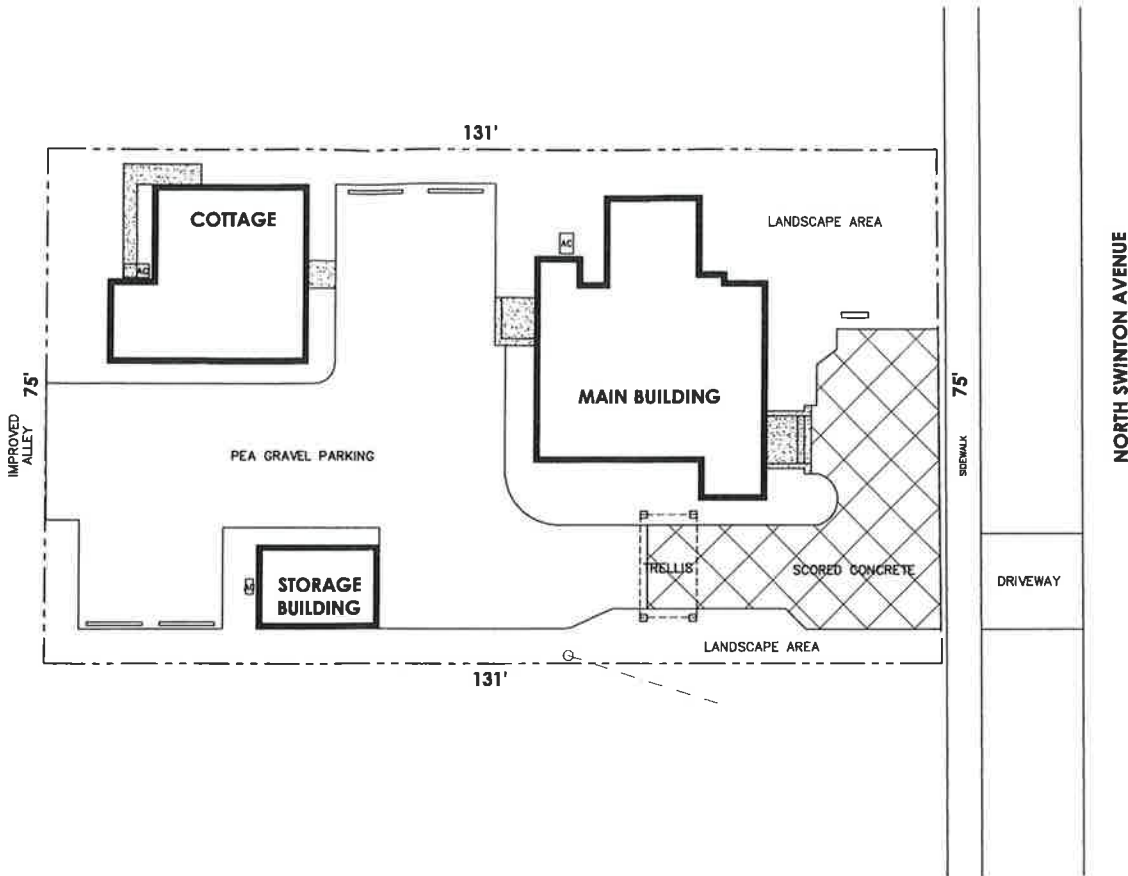 131'
COTTAGE
LANDSCAPE AREA
AC
AC
NORTH SWINTON AVENUE
75'
IMPROVED
ALLEY
MAIN BUILDING
75'
SIDEWALK
PEA GRAVEL PARKING
STORAGE
BUILDING
AC
TRELLIS
SCORED CONCRETE
DRIVEWAY
LANDSCAPE AREA
131'